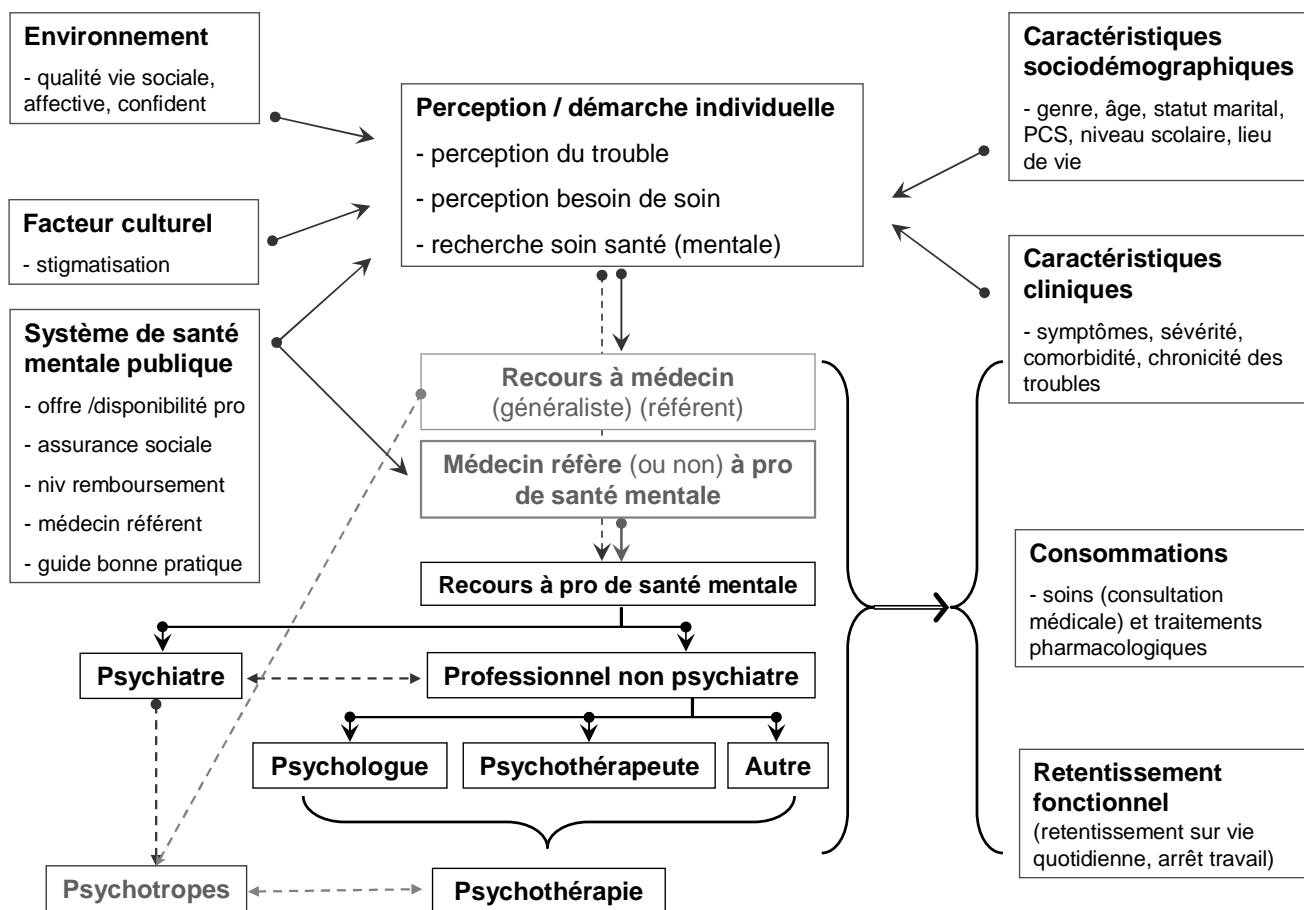 Environnement
- qualité vie sociale,
affective, confident
Facteur culturel
- stigmatisation
Système de santé
mentale publique
- offre /disponibilité pro
- assurance sociale
- niv remboursement
- médecin référent
- guide bonne pratique
Perception / démarche individuelle
- perception du trouble
- perception besoin de soin
- recherche soin santé (mentale)
Recours à médecin
(généraliste) (référent)
Médecin réfère (ou non) à pro
de santé mentale
Recours à pro de santé mentale
Psychiatre
Professionnel non psychiatre
Psychologue
Psychothérapeute
Autre
Psychotropes
Psychothérapie
Caractéristiques
sociodémographiques
- genre, âge, statut marital,
PCS, niveau scolaire, lieu
de vie
Caractéristiques
cliniques
- symptômes, sévérité,
comorbidité, chronicité des
troubles
Consommations
- soins (consultation
médicale) et traitements
pharmacologiques
Retentissement
fonctionnel
(retentissement sur vie
quotidienne, arrêt travail)